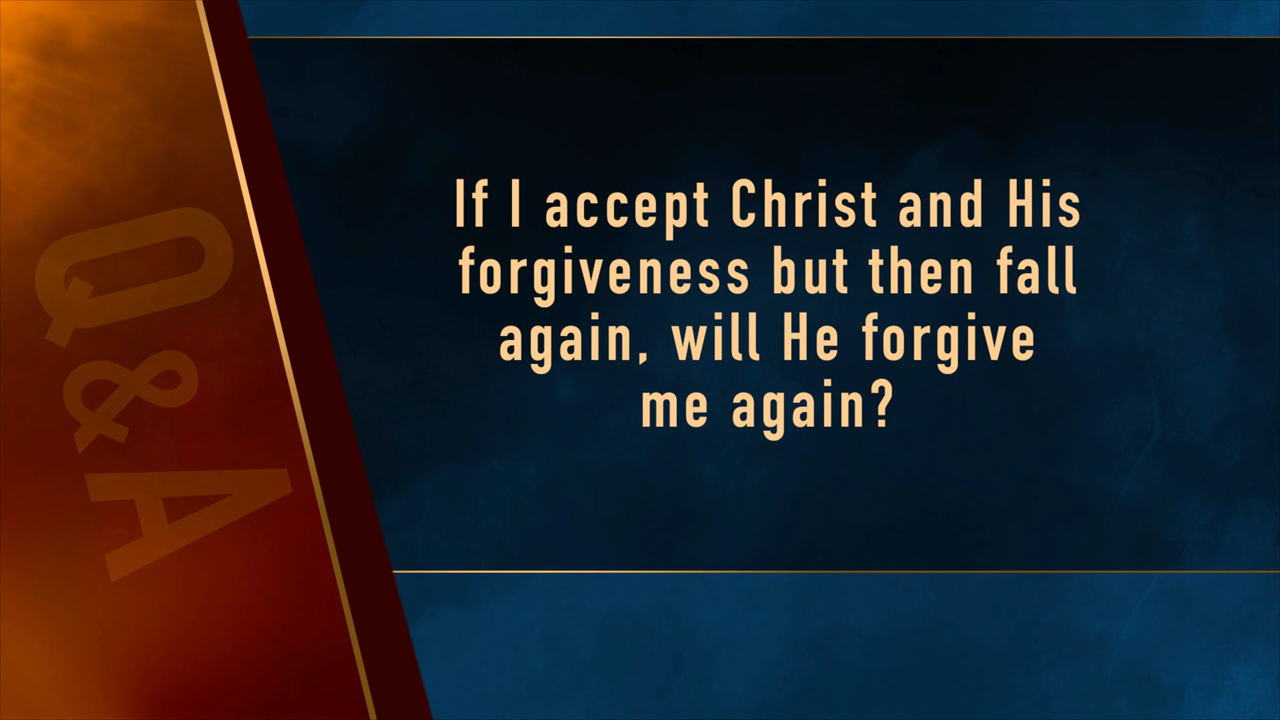 Q & A
If I accept Christ and His
forgiveness but then fall
again, will He forgive
me again?